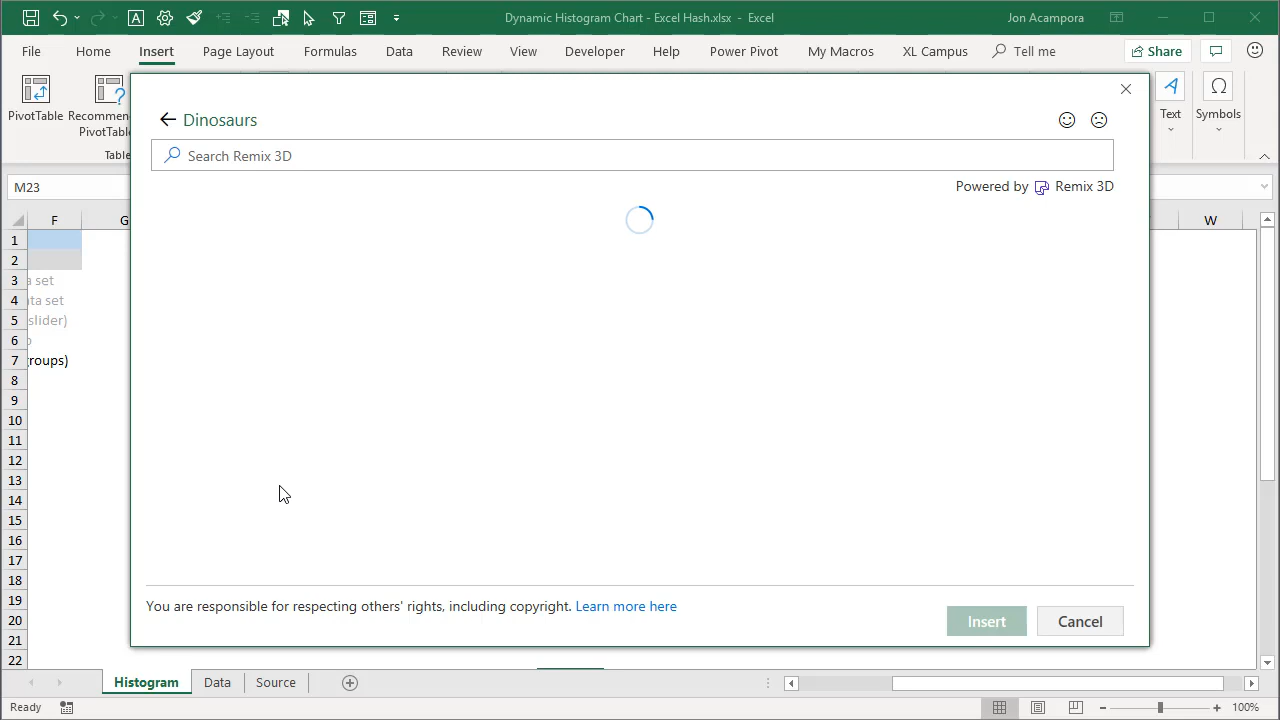 Dynamic Histogram Chart - Excel Hash.xlsx - Excel
Jon Acampora
File Home Insert Page Layout Formulas Data Review View Developer Help Power Pivot My Macros XL Campus Tell me Share
PivotTable
Recommen
PivotTabl
Table
Text
Symbols
Dinosaurs
Search Remix 3D
Powered by Remix 3D
M23
F G W
1
2
3 a set
4 ata set
5 slider)
6
7 roups)
8
9
10
11
12
13
14
15
16
17
18
19
20
21
22
You are responsible for respecting others' rights, including copyright. Learn more here
Insert Cancel
Histogram Data Source
Ready
100%